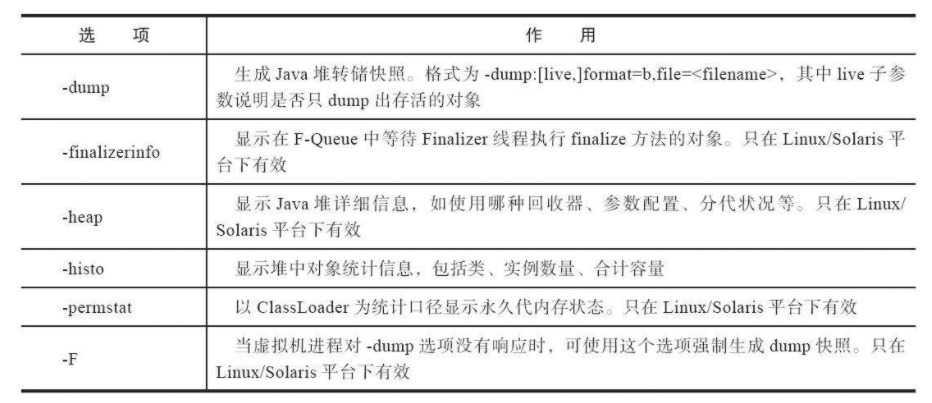 选 项 作 用
-dump 生成 Java 堆转储快照。格式为 -dump:[live,]format=b,file=<filename>，其中 live 子参
数说明是否只 dump 出存活的对象
-finalizerinfo 显示在 F-Queue 中等待 Finalizer 线程执行 finalize 方法的对象。只在 Linux/Solaris 平
台下有效
-heap 显示 Java 堆详细信息，如使用哪种回收器、参数配置、分代状况等。只在 Linux/
Solaris 平台下有效
-histo 显示堆中对象统计信息，包括类、实例数量、合计容量
-permstat 以 ClassLoader 为统计口径显示永久代内存状态。只在 Linux/Solaris 平台下有效
-F 当虚拟机进程对 -dump 选项没有响应时，可使用这个选项强制生成 dump 快照。只在
Linux/Solaris 平台下有效